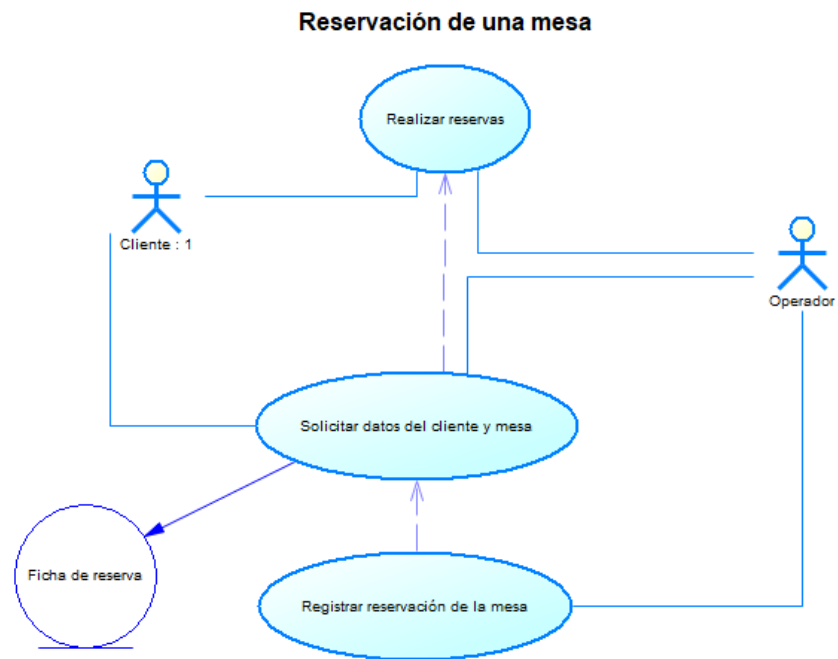 Reservación de una mesa
Realizar reservas
Cliente : 1
Operador
Solicitar datos del cliente y mesa
Ficha de reserva
Registrar reservación de la mesa